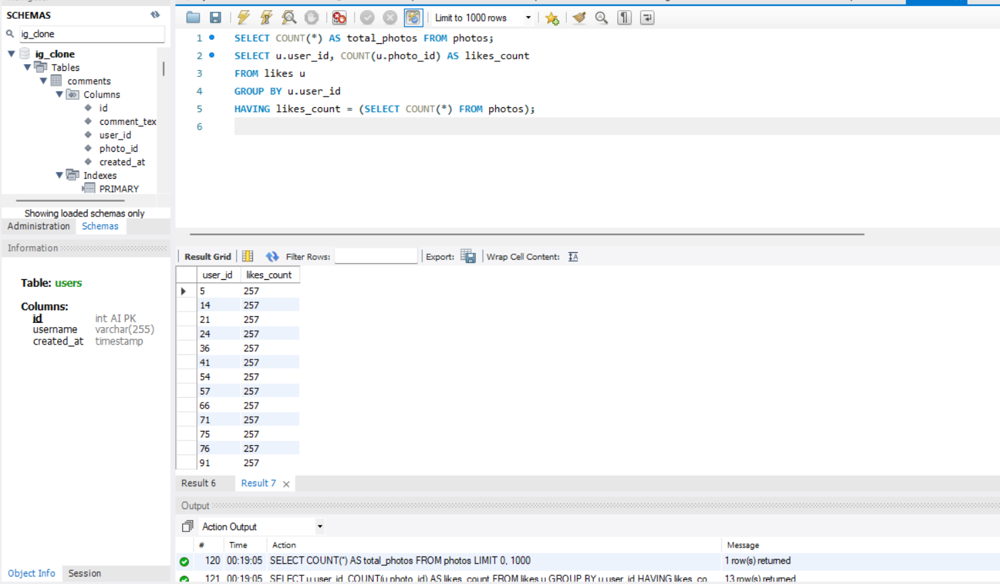 SCHEMAS
ig_clone
ig_clone
Tables
comments
Columns
id
comment_tex
user_id
photo_id
created_at
Indexes
PRIMARY
Showing loaded schemas only
Administration Schemas
Information
Table: users
Columns:
id int AI PK
username varchar(255)
created_at timestamp
Object Info Session
Limit to 1000 rows
1 SELECT COUNT(*) AS total_photos FROM photos;
2 SELECT u.user_id, COUNT(u.photo_id) AS likes_count
3 FROM likes u
4 GROUP BY u.user_id
5 HAVING likes_count = (SELECT COUNT(*) FROM photos);
6
Result Grid Filter Rows: Export: Wrap Cell Content:
user_id likes_count
5 257
14 257
21 257
24 257
36 257
41 257
54 257
57 257
66 257
71 257
75 257
76 257
91 257
Result 6 Result 7
Output
Action Output
# Time Action Message
120 00:19:05 SELECT COUNT(*) AS total_photos FROM photos LIMIT 0, 1000 1 row(s) returned
121 00:19:05 SELECT u.user_id, COUNT(u.photo_id) AS likes_count FROM likes u GROUP BY u.user_id HAVING likes_co 13 row(s) returned